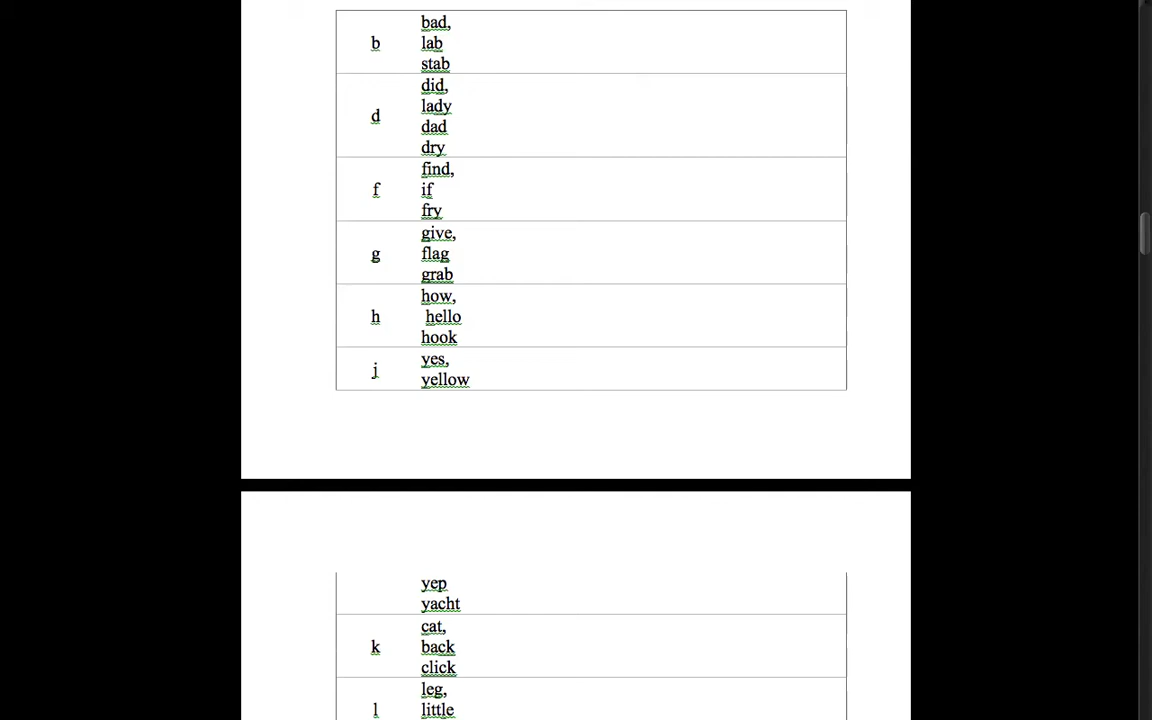 bad,
b lab
stab
did,
lady
d
dad
dry
find,
f if
fry
give,
g flag
grab
how,
h hello
hook
yes,
j
yellow
yep
yacht
cat,
k back
click
leg,
l little